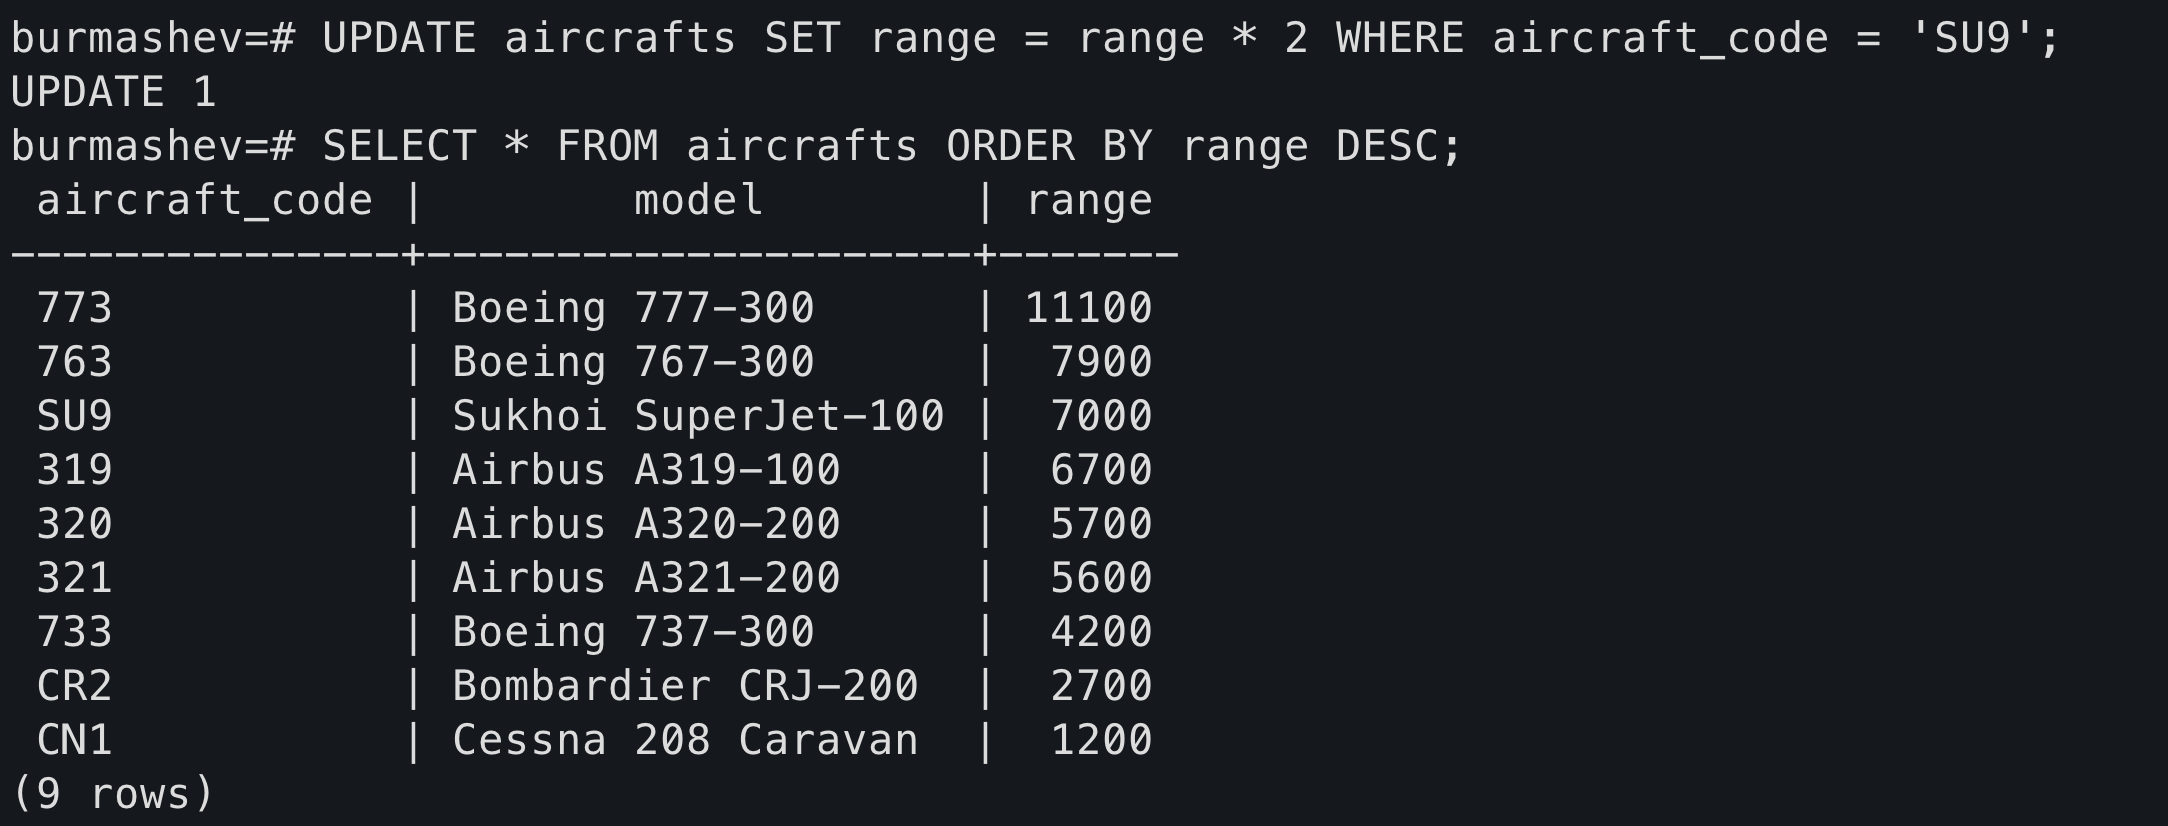 burmashev=# UPDATE aircrafts SET range = range * 2 WHERE aircraft_code = 'SU9';
UPDATE 1
burmashev=# SELECT * FROM aircrafts ORDER BY range DESC;
 aircraft_code |        model        | range
---------------+---------------------+-------
 773           | Boeing 777-300      | 11100
 763           | Boeing 767-300      |  7900
 SU9           | Sukhoi SuperJet-100 |  7000
 319           | Airbus A319-100     |  6700
 320           | Airbus A320-200     |  5700
 321           | Airbus A321-200     |  5600
 733           | Boeing 737-300      |  4200
 CR2           | Bombardier CRJ-200  |  2700
 CN1           | Cessna 208 Caravan  |  1200
(9 rows)